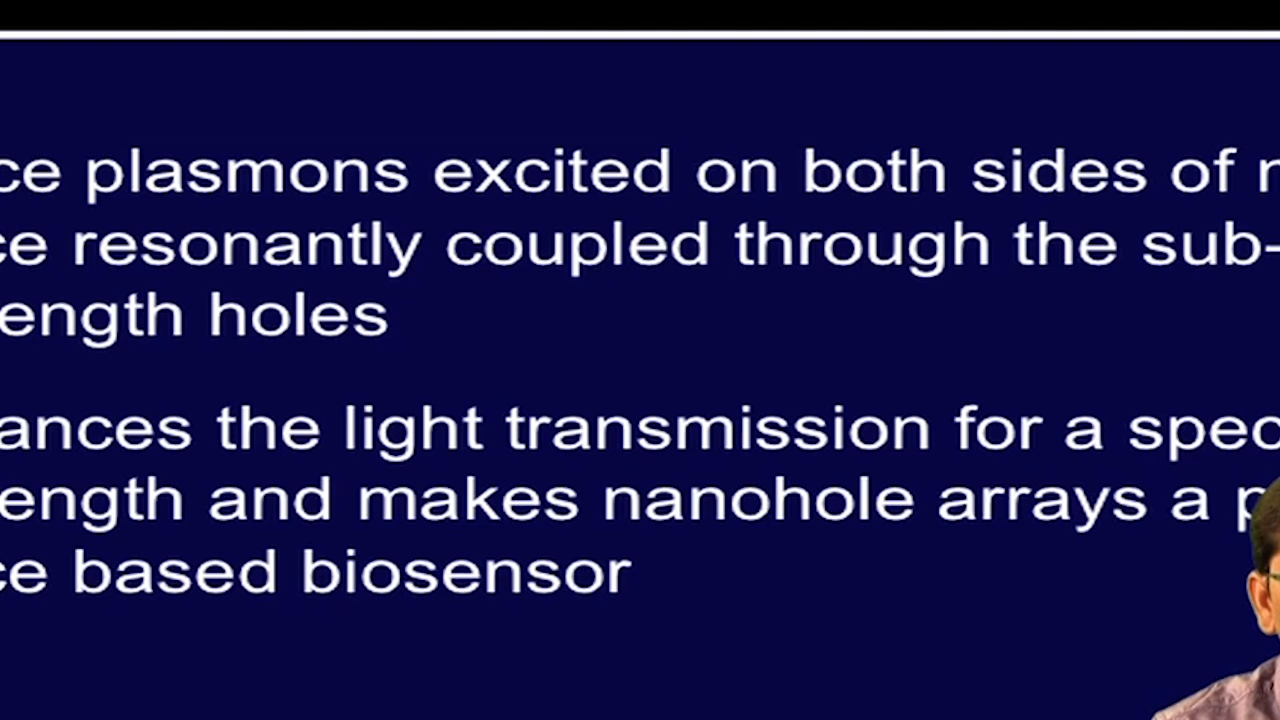 ce plasmons excited on both sides of
ce resonantly coupled through the sub-
ength holes
ances the light transmission for a spec
ength and makes nanohole arrays a p
ce based biosensor